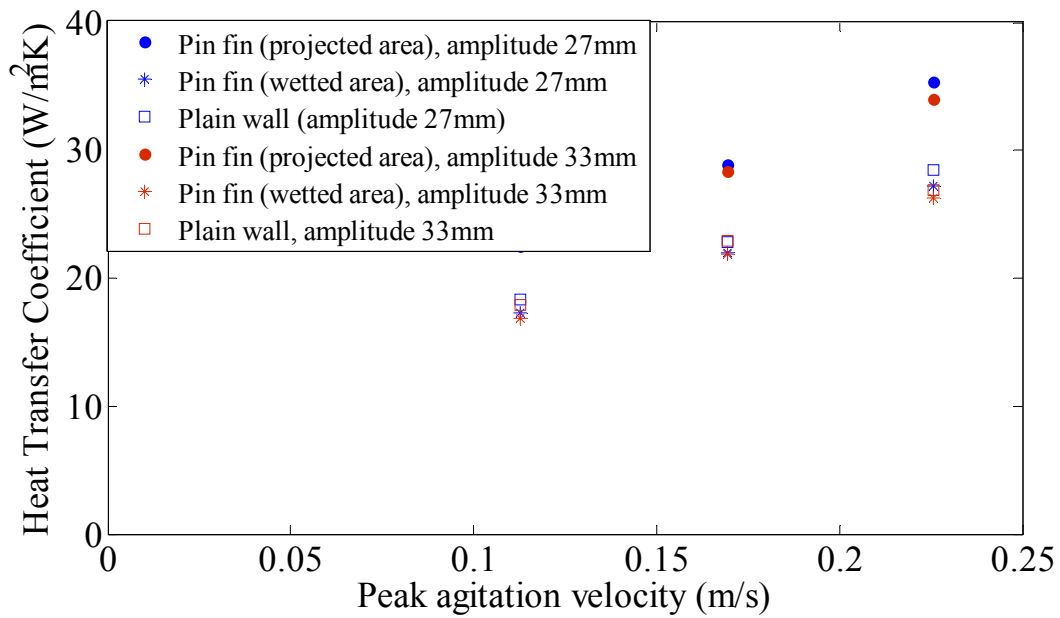 Heat Transfer Coefficient (W/m²K)
40
30
20
10
0
Pin fin (projected area), amplitude 27mm
Pin fin (wetted area), amplitude 27mm
Plain wall (amplitude 27mm)
Pin fin (projected area), amplitude 33mm
Pin fin (wetted area), amplitude 33mm
Plain wall, amplitude 33mm
0 0.05 0.1 0.15 0.2 0.25
Peak agitation velocity (m/s)